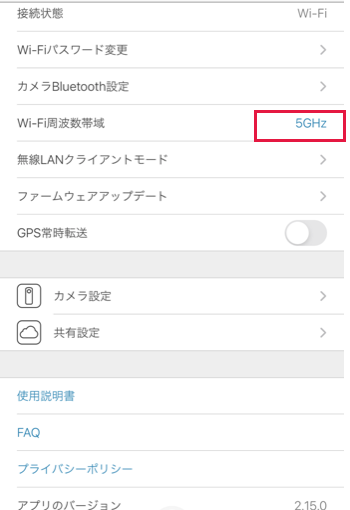 接続状態 Wi-Fi
Wi-Fiパスワード変更
カメラBluetooth設定
Wi-Fi周波数帯域 5GHz
無線LANクライアントモード
ファームウェアアップデート
GPS常時転送
カメラ設定
共有設定
使用説明書
FAQ
プライバシーポリシー
アプリのバージョン 2.15.0